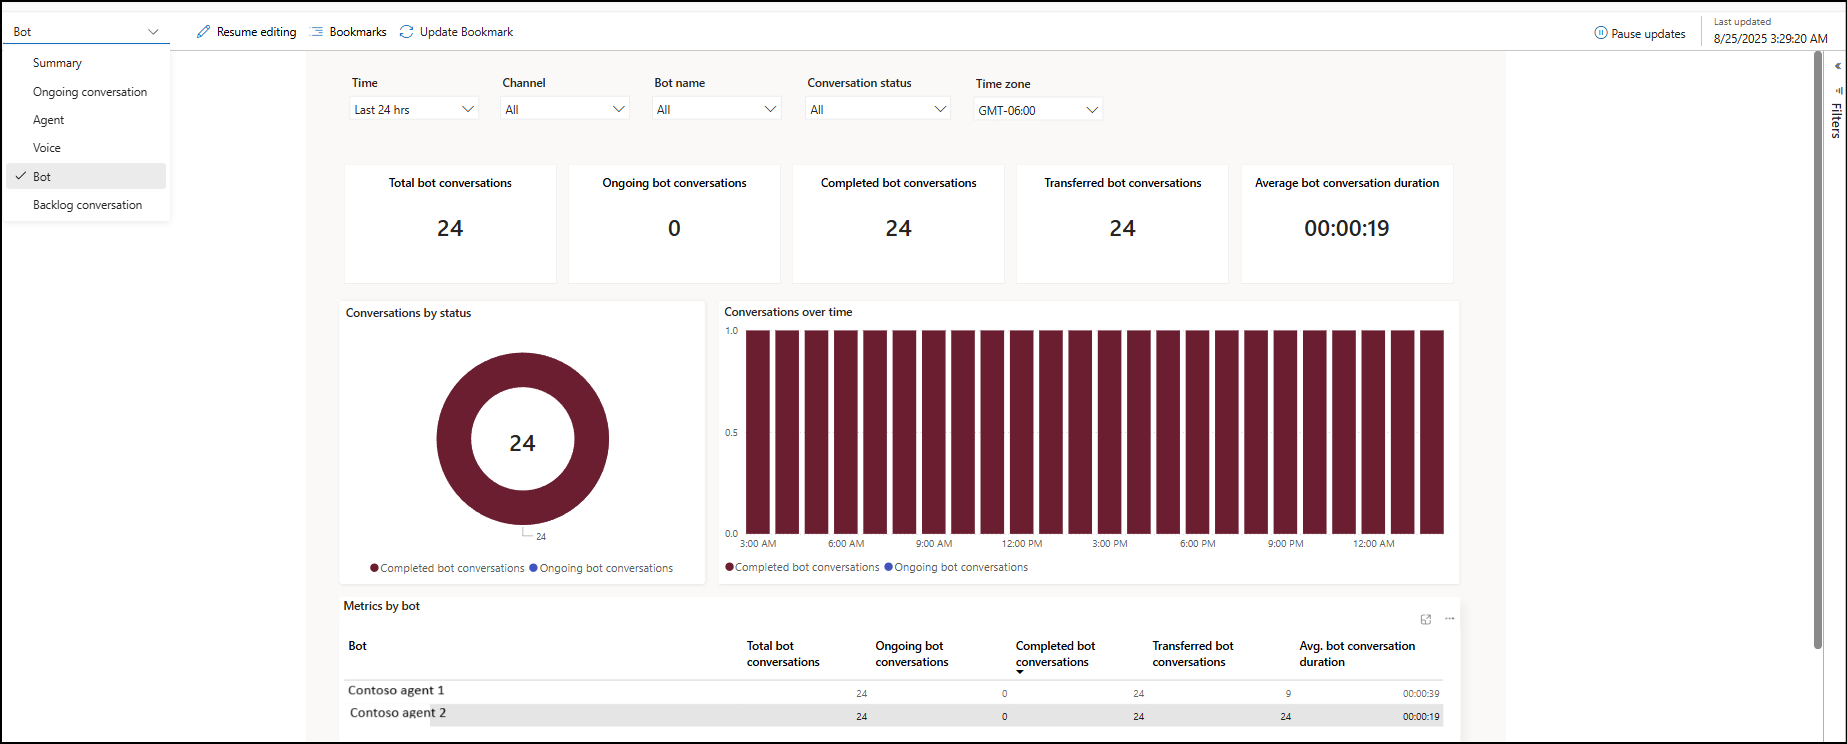 Bot
Resume editing
Bookmarks
Update Bookmark
Pause updates
Last updated
8/25/2025 3:29:20 AM
Summary
Ongoing conversation
Agent
Voice
Bot
Backlog conversation
Filters
Time
Channel
Bot name
Conversation status
Time zone
Last 24 hrs
All
All
All
GMT-06:00
Total bot conversations
24
Ongoing bot conversations
0
Completed bot conversations
24
Transferred bot conversations
24
Average bot conversation duration
00:00:19
Conversations by status
24
24
Completed bot conversations Ongoing bot conversations
Conversations over time
1.0
0.5
0.0
3:00 AM 6:00 AM 9:00 AM 12:00 PM 3:00 PM 6:00 PM 9:00 PM 12:00 AM
Completed bot conversations Ongoing bot conversations
Metrics by bot
Bot
Total bot
conversations
Ongoing bot
conversations
Completed bot
conversations
Transferred bot
conversations
Avg. bot conversation
duration
Contoso agent 1 24 0 24 9 00:00:39
Contoso agent 2 24 0 24 24 00:00:19